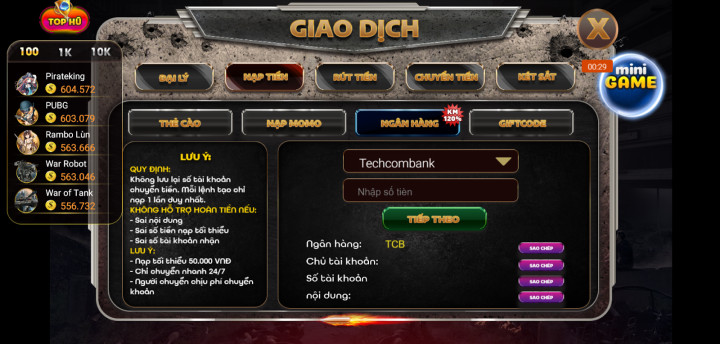 TOP HŨ
GIAO DỊCH
X
00:29
mini
GAME
100 1K 10K
Pirateking
S 604.572
PUBG
S 603.079
Rambo Lùn
S 563.666
War Robot
S 563.046
War of Tank
S 556.732
ĐẠI LÝ
NẠP TIỀN
RÚT TIỀN
CHUYỂN TIỀN
KÉT SẮT
THẺ CÀO
NẠP MOMO
NGÂN HÀNG
KM
120%
GIFTCODE
LƯU Ý:
QUY ĐỊNH:
Không lưu lại số tài khoản
chuyển tiền. Mỗi lệnh tạo chỉ
nạp 1 lần duy nhất.
KHÔNG HỖ TRỢ HOÀN TIỀN NẾU:
- Sai nội dung
- Sai số tiền nạp tối thiểu
- Sai số tài khoản nhận
LƯU Ý:
- Nạp tối thiểu 50.000 VNĐ
- Chỉ chuyển nhanh 24/7
- Người chuyển chịu phí chuyển
khoản
Techcombank
Nhập số tiền
TIẾP THEO
Ngân hàng: TCB SAO CHÉP
Chủ tài khoản: SAO CHÉP
Số tài khoản SAO CHÉP
nội dung: SAO CHÉP